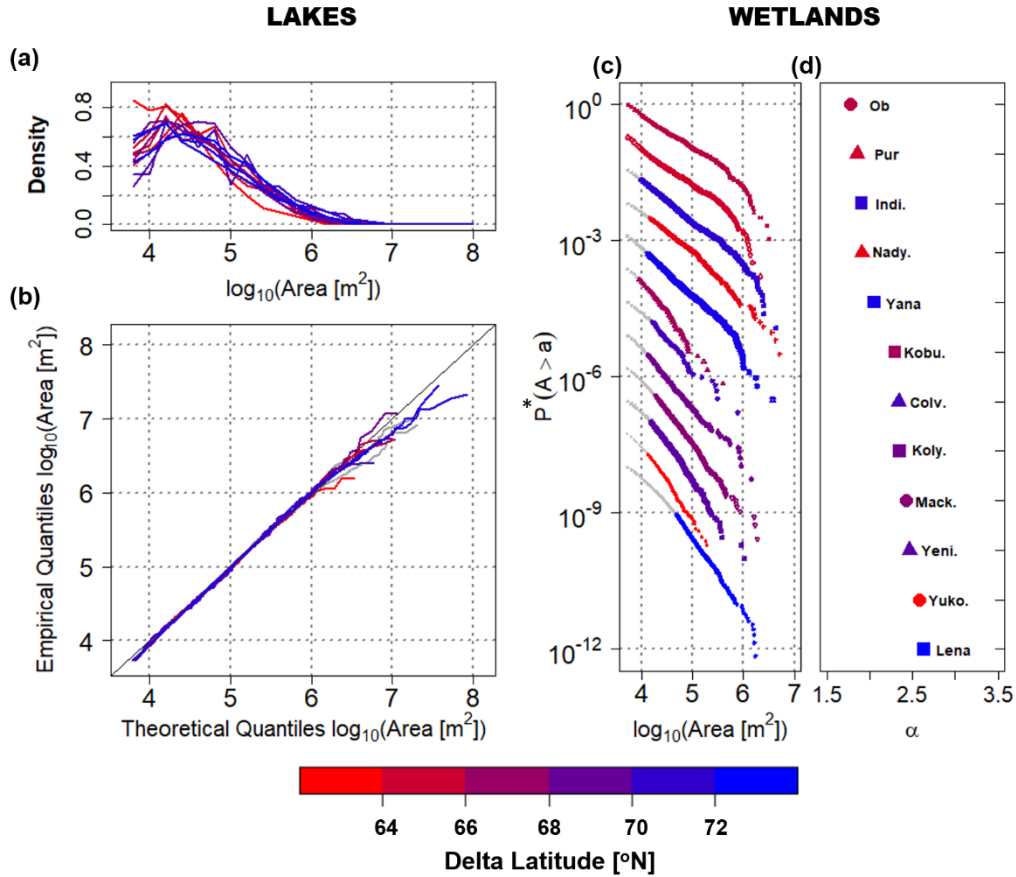 LAKES
WETLANDS
(a)
(c)
(d)
Density
0.0 0.4 0.8
4 5 6 7 8
log10(Area [m2])
(b)
Empirical Quantiles log10(Area [m2])
8
7
6
5
4
4 5 6 7 8
Theoretical Quantiles log10(Area [m2])
P*(A > a)
10^0
10^-3
10^-6
10^-9
10^-12
4 5 6 7
log10(Area [m2])
Ob
Pur
Indi.
Nady.
Yana
Kobu.
Colv.
Koly.
Mack.
Yeni.
Yuko.
Lena
1.5 2.5 3.5
α
64 66 68 70 72
Delta Latitude [oN]